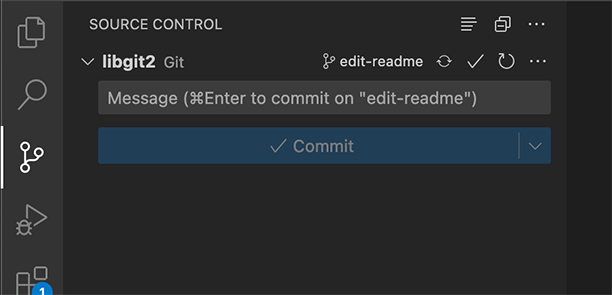 SOURCE CONTROL
libgit2 Git edit-readme
Message (⌘Enter to commit on "edit-readme")
Commit
1